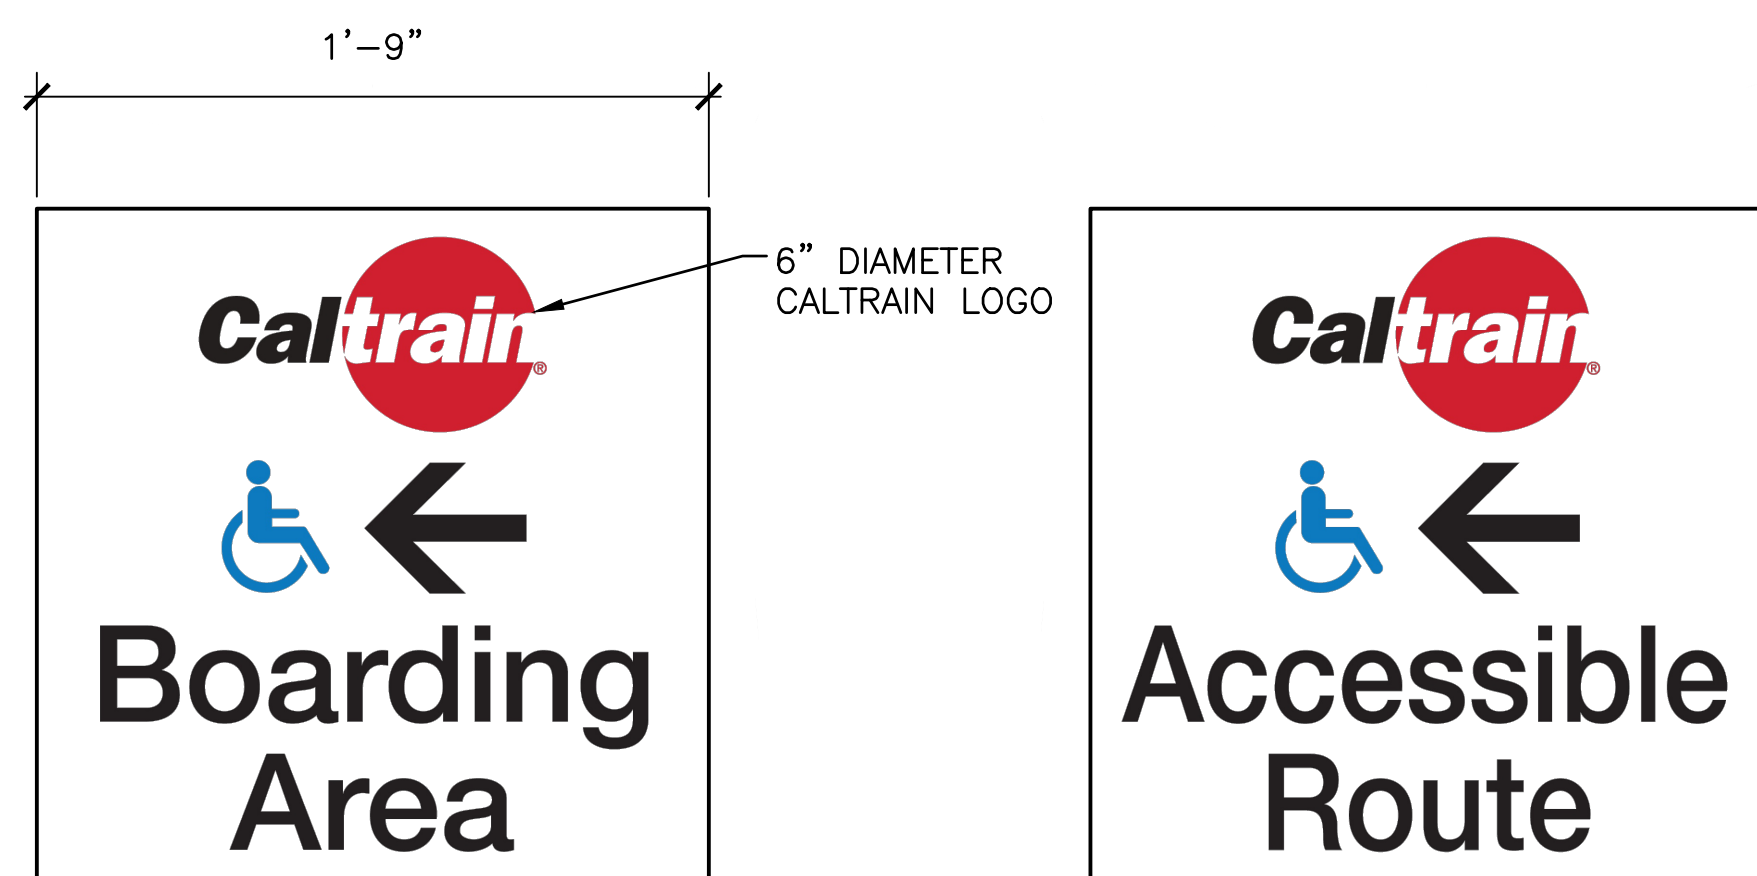 1’-9”
6” DIAMETER
CALTRAIN LOGO
Caltrain®
Boarding
Area
Caltrain®
Accessible
Route